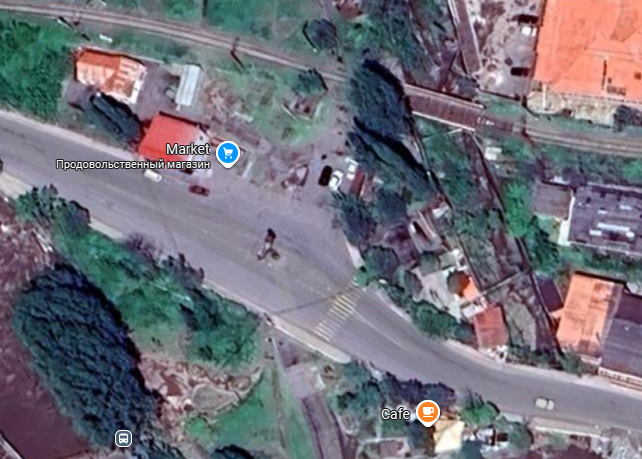 Market
Продовольственный магазин
Cafe